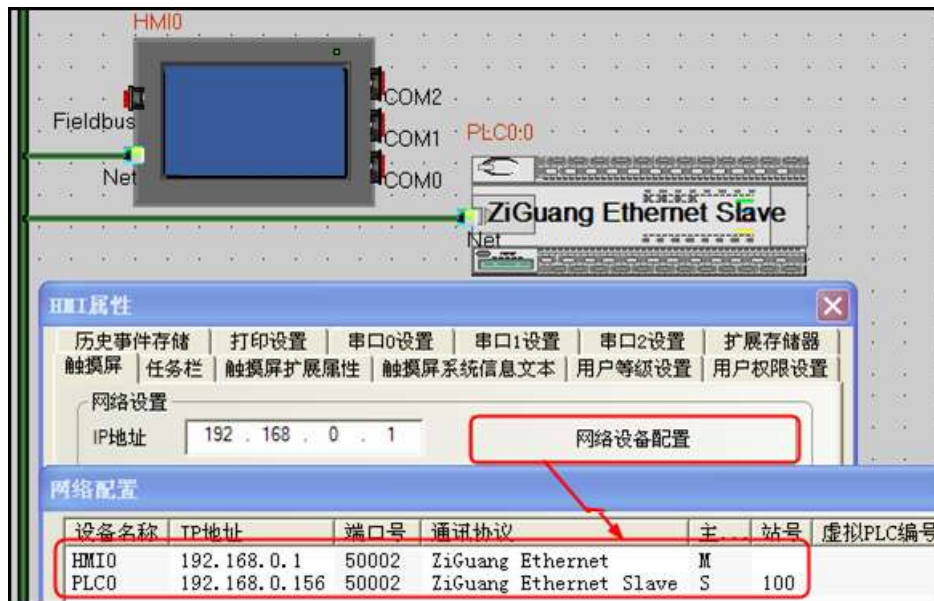 HMI0
COM2
Fieldbus
COM1
PLC0:0
Net
COM0
ZiGuang Ethernet Slave
Net
HMI属性
历史事件存储 打印设置 串口0设置 串口1设置 串口2设置 扩展存储器
触摸屏 任务栏 触摸屏扩展属性 触摸屏系统信息文本 用户等级设置 用户权限设置
网络设置
IP地址 192 . 168 . 0 . 1 网络设备配置
网络配置
设备名称 IP地址 端口号 通讯协议 主... 站号 虚拟PLC编号
HMI0 192.168.0.1 50002 ZiGuang Ethernet M
PLC0 192.168.0.156 50002 ZiGuang Ethernet Slave S 100